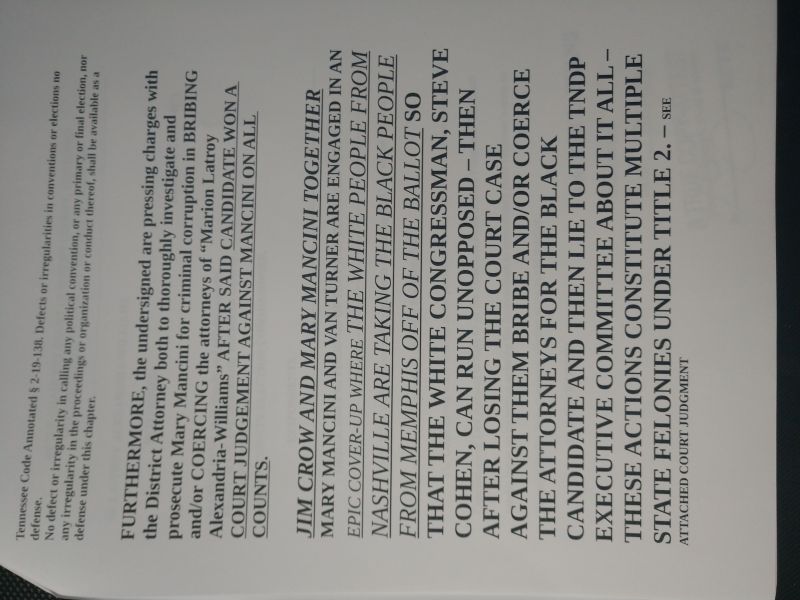 Tennessee Code Annotated § 2-19-138. Defects or irregularities in conventions or elections no
defense.
No defect or irregularity in calling any political convention, or any primary or final election, nor
any irregularity in the proceedings or organization or conduct thereof, shall be available as a
defense under this chapter.
FURTHERMORE, the undersigned are pressing charges with
the District Attorney both to thoroughly investigate and
prosecute Mary Mancini for criminal corruption in BRIBING
and/or COERCING the attorneys of “Marion Latroy
Alexandria-Williams” AFTER SAID CANDIDATE WON A
COURT JUDGEMENT AGAINST MANCINI ON ALL
COUNTS.
JIM CROW AND MARY MANCINI TOGETHER
MARY MANCINI AND VAN TURNER ARE ENGAGED IN AN
EPIC COVER-UP WHERE THE WHITE PEOPLE FROM
NASHVILLE ARE TAKING THE BLACK PEOPLE
FROM MEMPHIS OFF OF THE BALLOT SO
THAT THE WHITE CONGRESSMAN, STEVE
COHEN, CAN RUN UNOPPOSED – THEN
AFTER LOSING THE COURT CASE
AGAINST THEM BRIBE AND/OR COERCE
THE ATTORNEYS FOR THE BLACK
CANDIDATE AND THEN LIE TO THE TNDP
EXECUTIVE COMMITTEE ABOUT IT ALL –
THESE ACTIONS CONSTITUTE MULTIPLE
STATE FELONIES UNDER TITLE 2. – SEE
ATTACHED COURT JUDGMENT